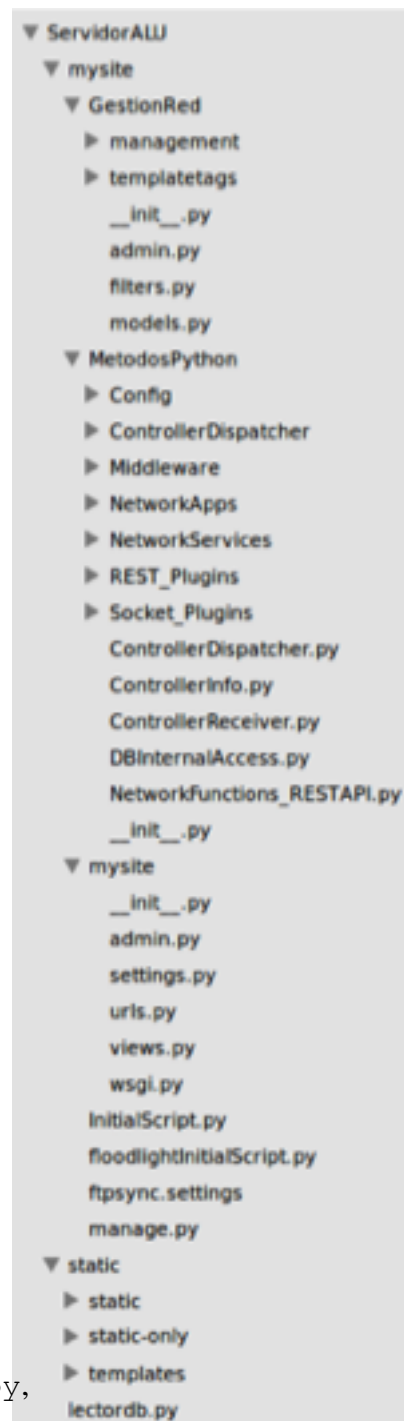 ServidorALU
mysite
GestionRed
management
templatetags
__init__.py
admin.py
filters.py
models.py
MetodosPython
Config
ControllerDispatcher
Middleware
NetworkApps
NetworkServices
REST_Plugins
Socket_Plugins
ControllerDispatcher.py
ControllerInfo.py
ControllerReceiver.py
DBInternalAccess.py
NetworkFunctions_RESTAPI.py
__init__.py
mysite
__init__.py
admin.py
settings.py
urls.py
views.py
wsgi.py
InitialScript.py
floodlightInitialScript.py
ftpsync.settings
manage.py
static
static
static-only
templates
lectordb.py